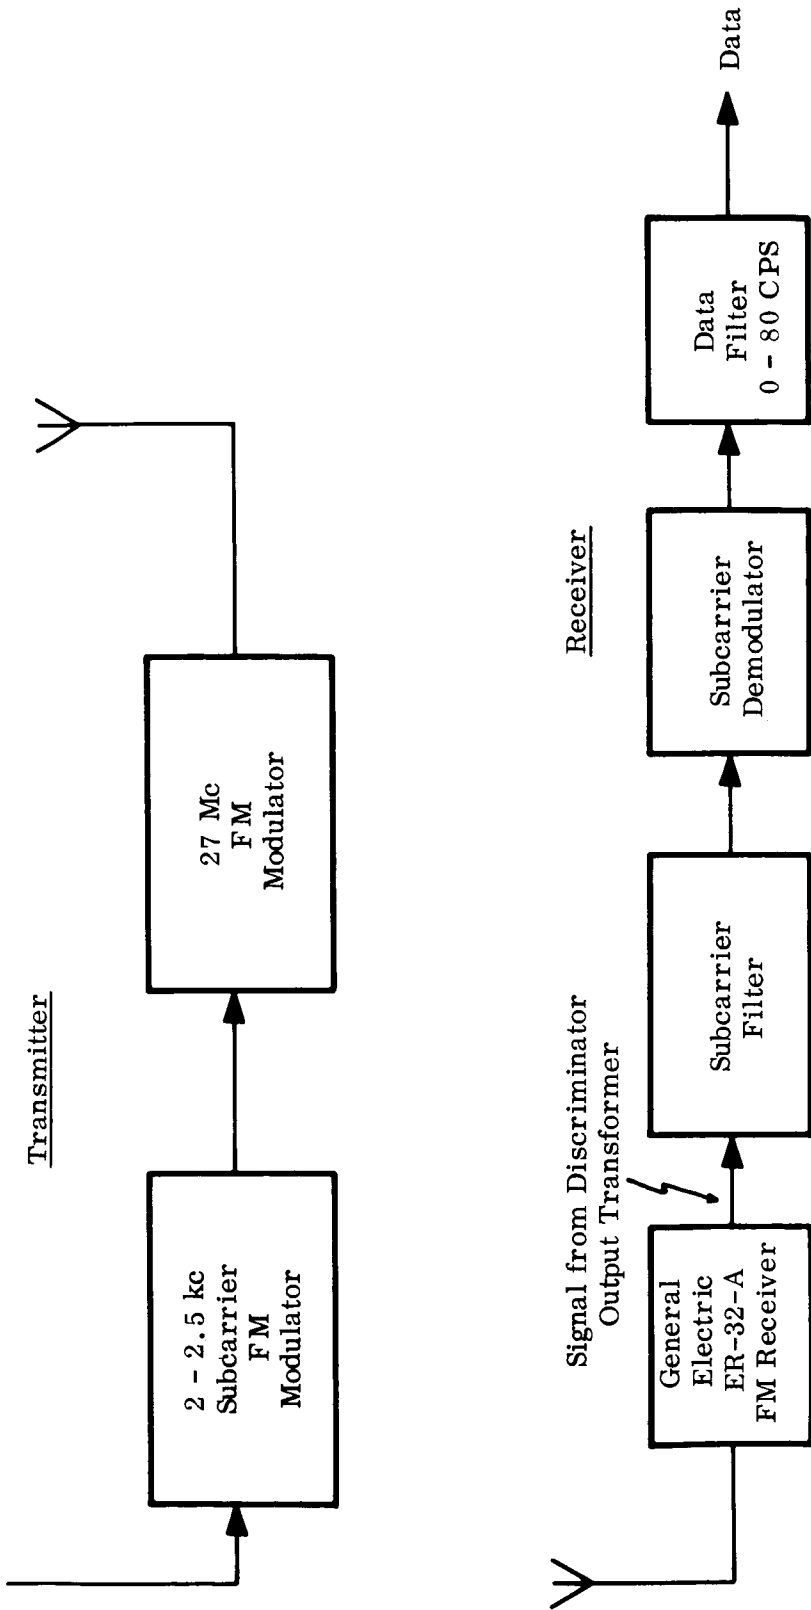 Transmitter
2 - 2.5 kc
Subcarrier
FM
Modulator
27 Mc
FM
Modulator
Receiver
General
Electric
ER-32-A
FM Receiver
Signal from Discriminator
Output Transformer
Subcarrier
Filter
Subcarrier
Demodulator
Data
Filter
0 - 80 CPS
Data